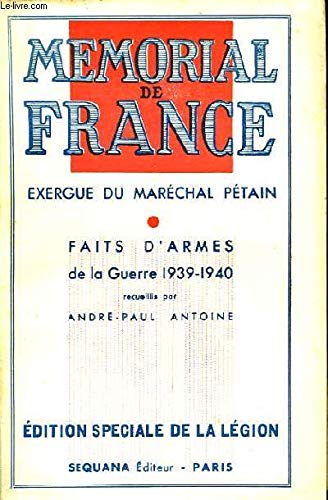 Le-livre.com
MEMORIAL
DE
FRANCE
EXERGUE DU MARÉCHAL PÉTAIN
FAITS D'ARMES
de la Guerre 1939-1940
recueillis par
ANDRÉ-PAUL ANTOINE
ÉDITION SPECIALE DE LA LÉGION
SEQUANA Éditeur - PARIS